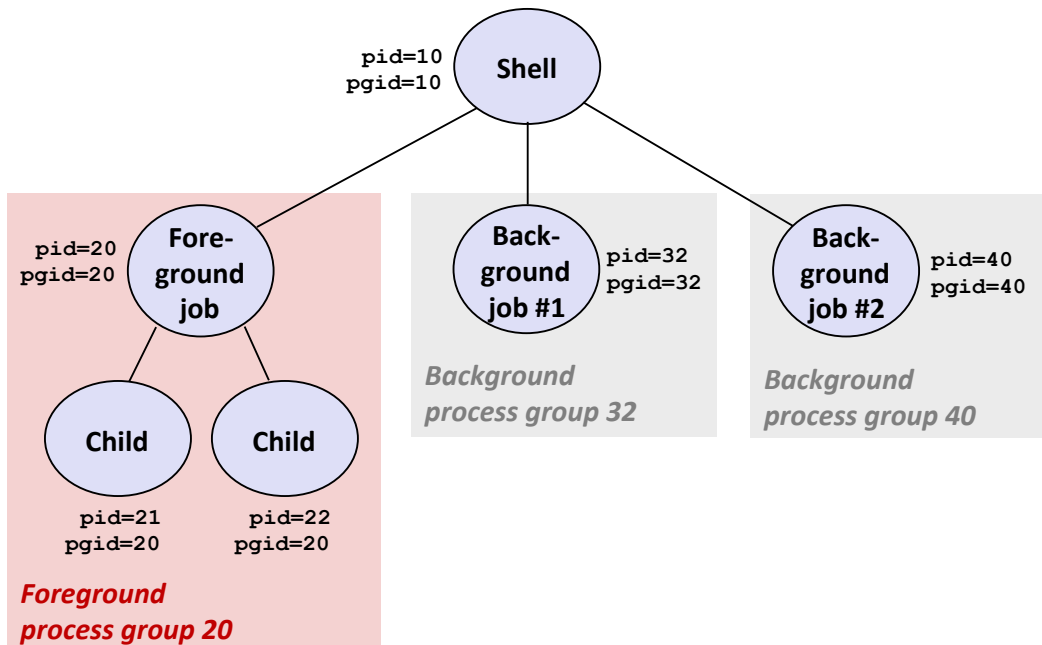 pid=10
pgid=10
Shell
pid=20
pgid=20
Fore-
ground
job
Back-
ground
job #1
pid=32
pgid=32
Back-
ground
job #2
pid=40
pgid=40
Background
process group 32
Background
process group 40
Child
Child
pid=21
pgid=20
pid=22
pgid=20
Foreground
process group 20